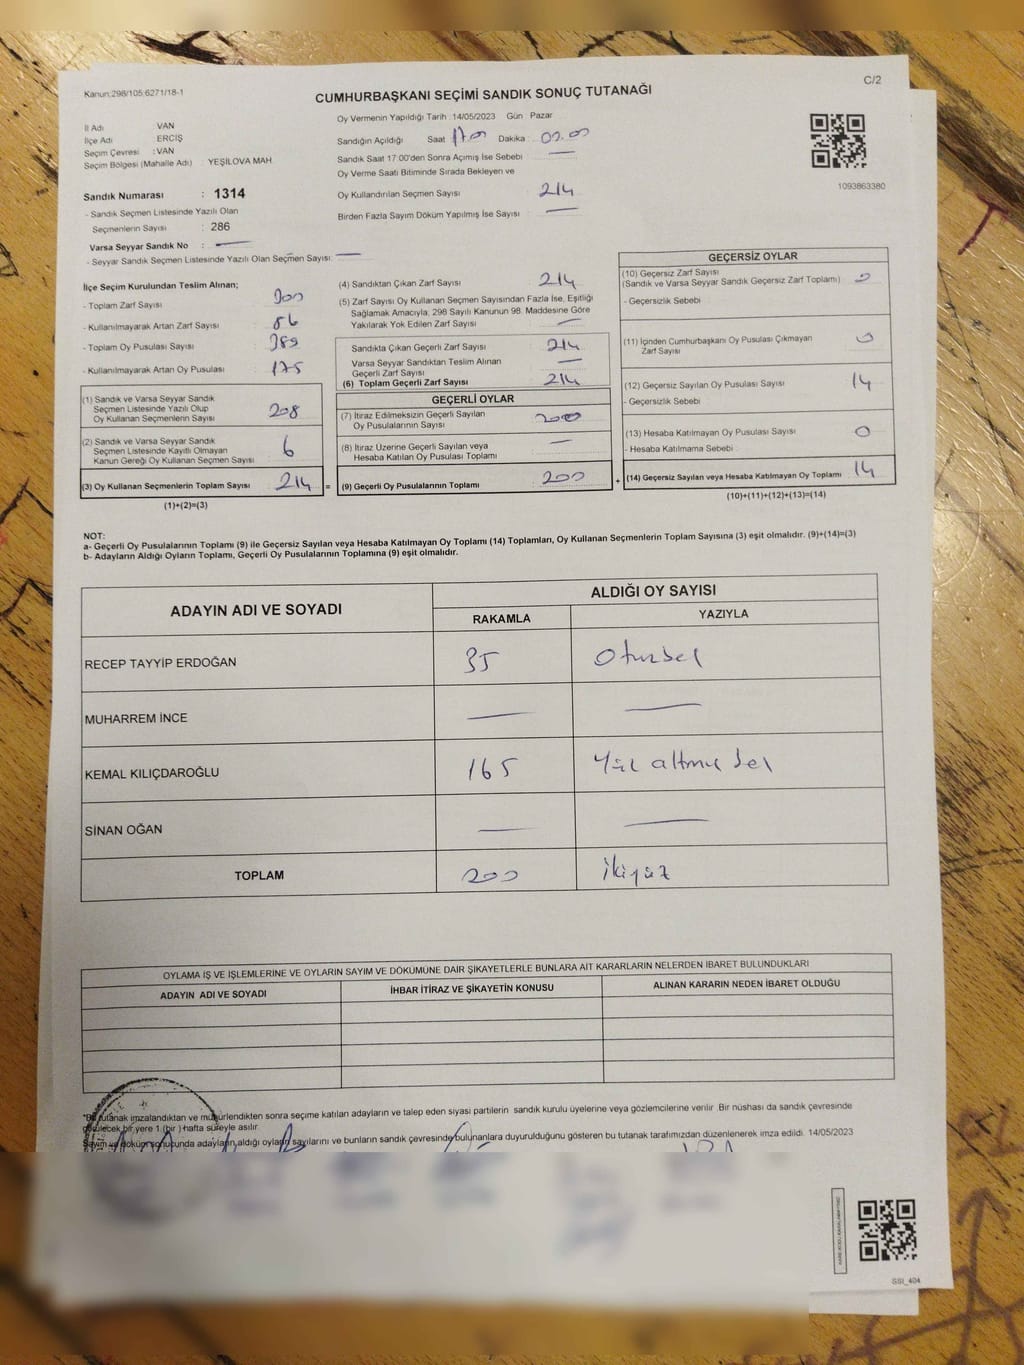 Kanun:298/105;6271/18-1
C/2
CUMHURBAŞKANI SEÇİMİ SANDIK SONUÇ TUTANAĞI
İl Adı : VAN
İlçe Adı : ERCİŞ
Seçim Çevresi : VAN
Seçim Bölgesi (Mahalle Adı) : YEŞİLOVA MAH
Sandık Numarası : 1314
- Sandık Seçmen Listesinde Yazılı Olan
Seçmenlerin Sayısı : 286
Varsa Seyyar Sandık No : —
- Seyyar Sandık Seçmen Listesinde Yazılı Olan Seçmen Sayısı: —
Oy Vermenin Yapıldığı Tarih :14/05/2023 Gün : Pazar
Sandığın Açıldığı Saat 17.00 Dakika : 00.00
Sandık Saat 17:00'den Sonra Açılmış İse Sebebi : —
Oy Verme Saati Bitiminde Sırada Bekleyen ve
Oy Kullandırılan Seçmen Sayısı : 214
Birden Fazla Sayım Döküm Yapılmış İse Sayısı : —
1093863380
İlçe Seçim Kurulundan Teslim Alınan;
- Toplam Zarf Sayısı : 300
- Kullanılmayarak Artan Zarf Sayısı : 86
- Toplam Oy Pusulası Sayısı : 389
- Kullanılmayarak Artan Oy Pusulası : 175
(1) Sandık ve Varsa Seyyar Sandık
Seçmen Listesinde Yazılı Olup
Oy Kullanan Seçmenlerin Sayısı : 208
(2) Sandık ve Varsa Seyyar Sandık
Seçmen Listesinde Kayıtlı Olmayan
Kanun Gereği Oy Kullanan Seçmen Sayısı : 6
(3) Oy Kullanan Seçmenlerin Toplam Sayısı : 214 =
(1)+(2)=(3)
(4) Sandıktan Çıkan Zarf Sayısı : 214
(5) Zarf Sayısı Oy Kullanan Seçmen Sayısından Fazla İse, Eşitliği
Sağlamak Amacıyla; 298 Sayılı Kanunun 98. Maddesine Göre
Yakılarak Yok Edilen Zarf Sayısı : —
Sandıkta Çıkan Geçerli Zarf Sayısı : 214
Varsa Seyyar Sandıktan Teslim Alınan
Geçerli Zarf Sayısı : —
(6) Toplam Geçerli Zarf Sayısı : 214
GEÇERLİ OYLAR
(7) İtiraz Edilmeksizin Geçerli Sayılan
Oy Pusulalarının Sayısı : 200
(8) İtiraz Üzerine Geçerli Sayılan veya
Hesaba Katılan Oy Pusulası Toplamı : —
(9) Geçerli Oy Pusulalarının Toplamı : 200 +
GEÇERSİZ OYLAR
(10) Geçersiz Zarf Sayısı
(Sandık ve Varsa Seyyar Sandık Geçersiz Zarf Toplamı) : 0
- Geçersizlik Sebebi :
(11) İçinden Cumhurbaşkanı Oy Pusulası Çıkmayan
Zarf Sayısı : 0
(12) Geçersiz Sayılan Oy Pusulası Sayısı : 14
- Geçersizlik Sebebi :
(13) Hesaba Katılmayan Oy Pusulası Sayısı : 0
- Hesaba Katılmama Sebebi :
(14) Geçersiz Sayılan veya Hesaba Katılmayan Oy Toplamı : 14
(10)+(11)+(12)+(13)=(14)
NOT:
a- Geçerli Oy Pusulalarının Toplamı (9) ile Geçersiz Sayılan veya Hesaba Katılmayan Oy Toplamı (14) Toplamları, Oy Kullanan Seçmenlerin Toplam Sayısına (3) eşit olmalıdır. (9)+(14)=(3)
b- Adayların Aldığı Oyların Toplamı, Geçerli Oy Pusulalarının Toplamına (9) eşit olmalıdır.
ADAYIN ADI VE SOYADI
ALDIĞI OY SAYISI
RAKAMLA YAZIYLA
RECEP TAYYİP ERDOĞAN 35 Otuzbeş
MUHARREM İNCE — —
KEMAL KILIÇDAROĞLU 165 Yüz altmış beş
SİNAN OĞAN — —
TOPLAM 200 İkiyüz
OYLAMA İŞ VE İŞLEMLERİNE VE OYLARIN SAYIM VE DÖKÜMÜNE DAİR ŞİKAYETLERLE BUNLARA AİT KARARLARIN NELERDEN İBARET BULUNDUKLARI
ADAYIN ADI VE SOYADI İHBAR İTİRAZ VE ŞİKAYETİN KONUSU ALINAN KARARIN NEDEN İBARET OLDUĞU
*Bu tutanak imzalandıktan ve mühürlendikten sonra seçime katılan adayların ve talep eden siyasi partilerin sandık kurulu üyelerine veya gözlemcilerine verilir. Bir nüshası da sandık çevresinde
görülecek bir yere 1 (bir) hafta süreyle asılır.
Sayım ve döküm sonucunda adayların aldığı oyların sayılarını ve bunların sandık çevresinde bulunanlara duyurulduğunu gösteren bu tutanak tarafımızdan düzenlenerek imza edildi. 14/05/2023
SSI_404